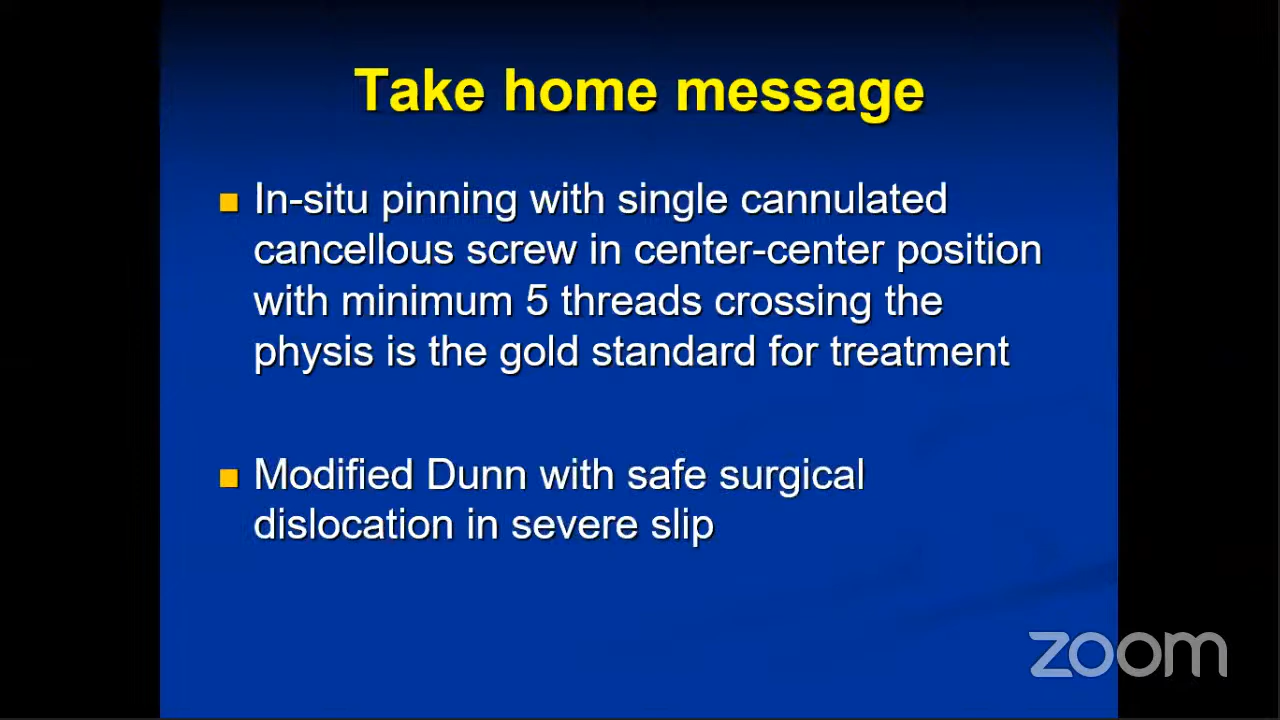 Take home message
In-situ pinning with single cannulated
cancellous screw in center-center position
with minimum 5 threads crossing the
physis is the gold standard for treatment
Modified Dunn with safe surgical
dislocation in severe slip
zoom